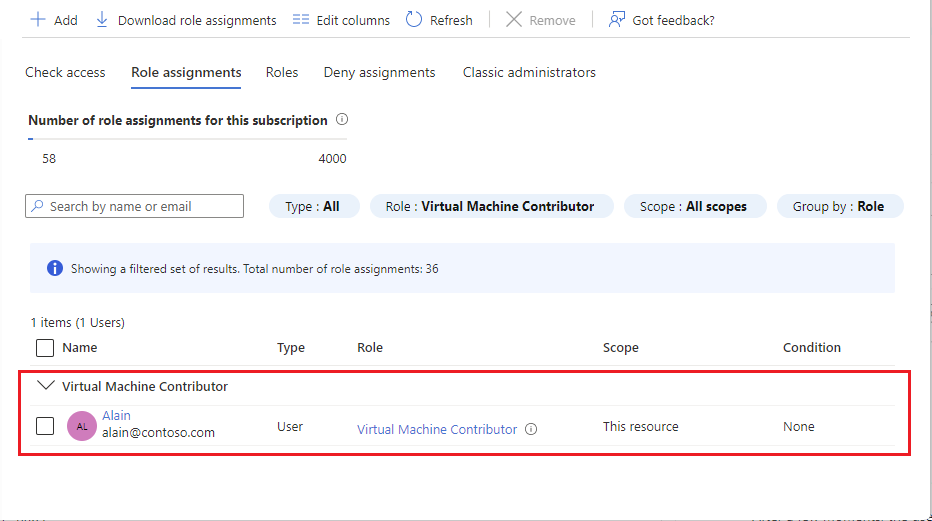 Add Download role assignments Edit columns Refresh Remove Got feedback?
Check access Role assignments Roles Deny assignments Classic administrators
Number of role assignments for this subscription
58 4000
Search by name or email Type : All Role : Virtual Machine Contributor Scope : All scopes Group by : Role
Showing a filtered set of results. Total number of role assignments: 36
1 items (1 Users)
Name Type Role Scope Condition
Virtual Machine Contributor
Alain
AL alain@contoso.com User Virtual Machine Contributor This resource None